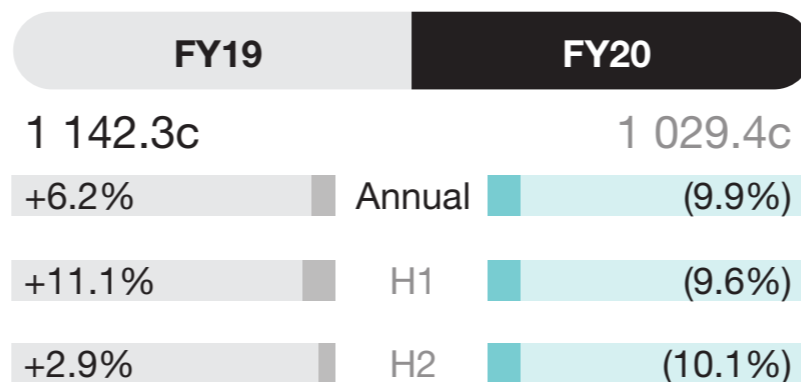 FY19 FY20
1 142.3c 1 029.4c
+6.2% Annual (9.9%)
+11.1% H1 (9.6%)
+2.9% H2 (10.1%)